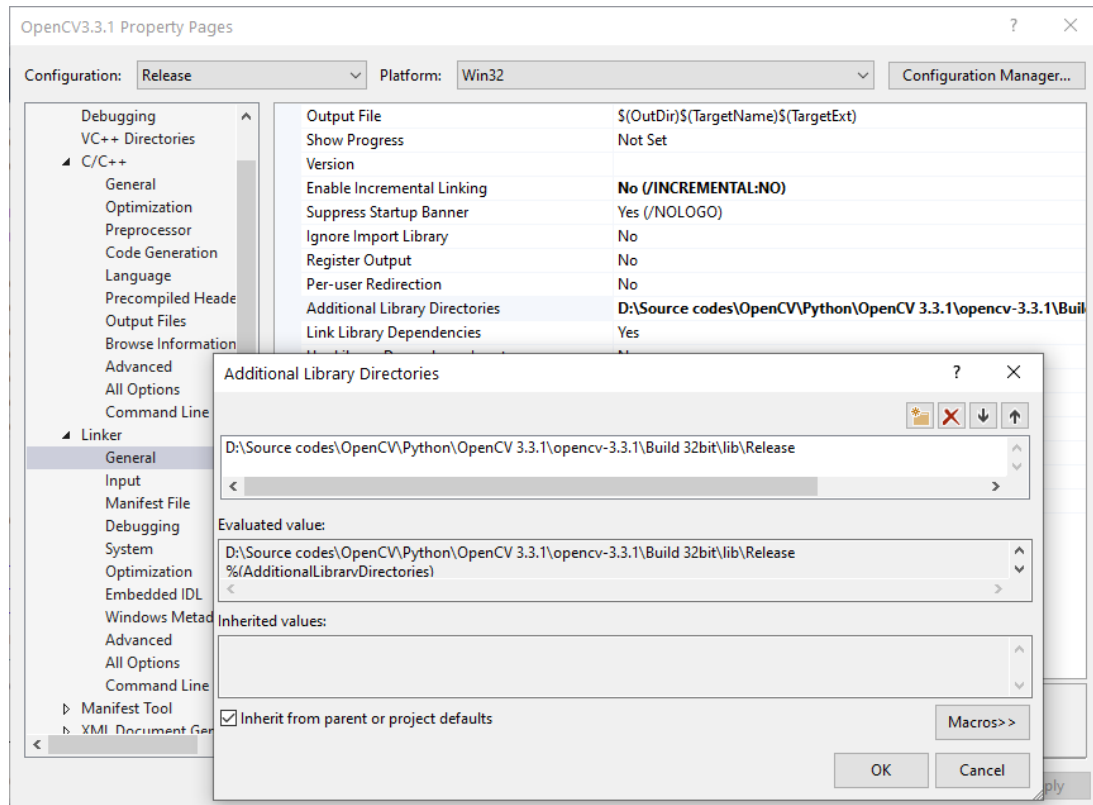 OpenCV3.3.1 Property Pages
?
Configuration: Release Platform: Win32 Configuration Manager...
Debugging
VC++ Directories
C/C++
General
Optimization
Preprocessor
Code Generation
Language
Precompiled Heade
Output Files
Browse Information
Advanced
All Options
Command Line
Linker
General
Input
Manifest File
Debugging
System
Optimization
Embedded IDL
Windows Metad
Advanced
All Options
Command Line
Manifest Tool
XML Document Ger
Output File $(OutDir)$(TargetName)$(TargetExt)
Show Progress Not Set
Version
Enable Incremental Linking No (/INCREMENTAL:NO)
Suppress Startup Banner Yes (/NOLOGO)
Ignore Import Library No
Register Output No
Per-user Redirection No
Additional Library Directories D:\Source codes\OpenCV\Python\OpenCV 3.3.1\opencv-3.3.1\Buil
Link Library Dependencies Yes
Additional Library Directories
?
D:\Source codes\OpenCV\Python\OpenCV 3.3.1\opencv-3.3.1\Build 32bit\lib\Release
Evaluated value:
D:\Source codes\OpenCV\Python\OpenCV 3.3.1\opencv-3.3.1\Build 32bit\lib\Release
%(AdditionalLibraryDirectories)
Inherited values:
Inherit from parent or project defaults
Macros>>
OK Cancel
ply